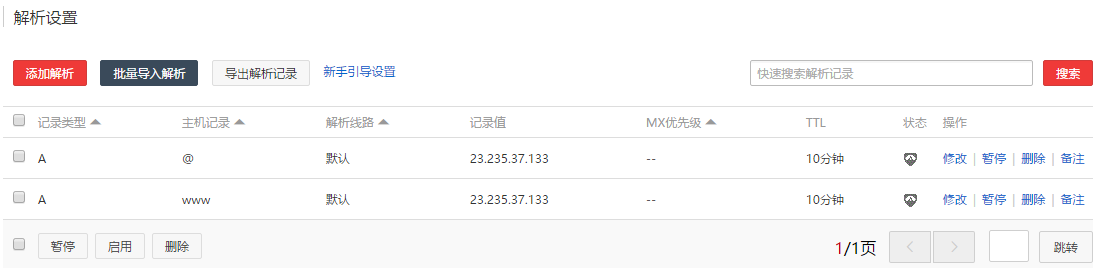 解析设置
添加解析 批量导入解析 导出解析记录 新手引导设置 快速搜索解析记录 搜索
记录类型 主机记录 解析线路 记录值 MX优先级 TTL 状态 操作
A @ 默认 23.235.37.133 -- 10分钟 修改 | 暂停 | 删除 | 备注
A www 默认 23.235.37.133 -- 10分钟 修改 | 暂停 | 删除 | 备注
暂停 启用 删除 1/1页 < > 跳转